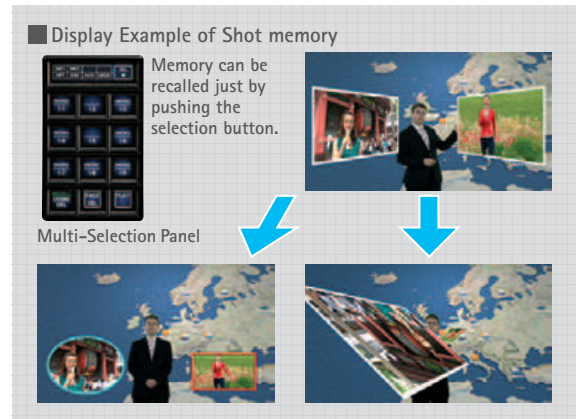 Display Example of Shot memory
Memory can be
recalled just by
pushing the
selection button.
Multi-Selection Panel